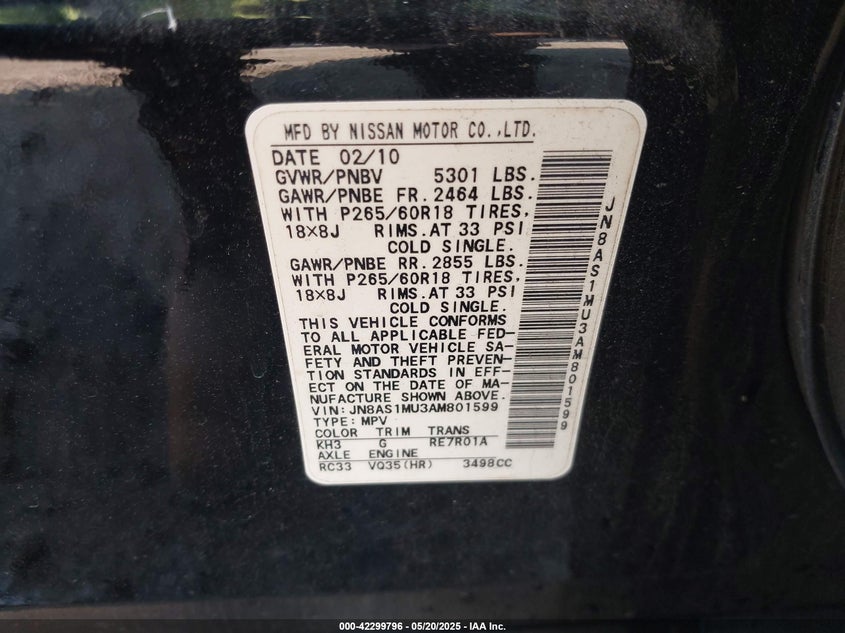 MFD BY NISSAN MOTOR CO.,LTD.
DATE 02/10
GVWR/PNBV 5301 LBS.
GAWR/PNBE FR. 2464 LBS.
WITH P265/60R18 TIRES,
18×8J RIMS.AT 33 PSI
COLD SINGLE.
GAWR/PNBE RR. 2855 LBS.
WITH P265/60R18 TIRES,
18×8J RIMS.AT 33 PSI
COLD SINGLE.
THIS VEHICLE CONFORMS
TO ALL APPLICABLE FED-
ERAL MOTOR VEHICLE SA-
FETY AND THEFT PREVEN-
TION STANDARDS IN EFF-
ECT ON THE DATE OF MA-
NUFACTURE SHOWN ABOVE.
VIN:JN8AS1MU3AM801599
TYPE:MPV
COLOR TRIM TRANS
KH3 G RE7R01A
AXLE ENGINE
RC33 VQ35(HR) 3498CC
JN8AS1MU3AM801599
000-42299796 - 05/20/2025 - IAA Inc.